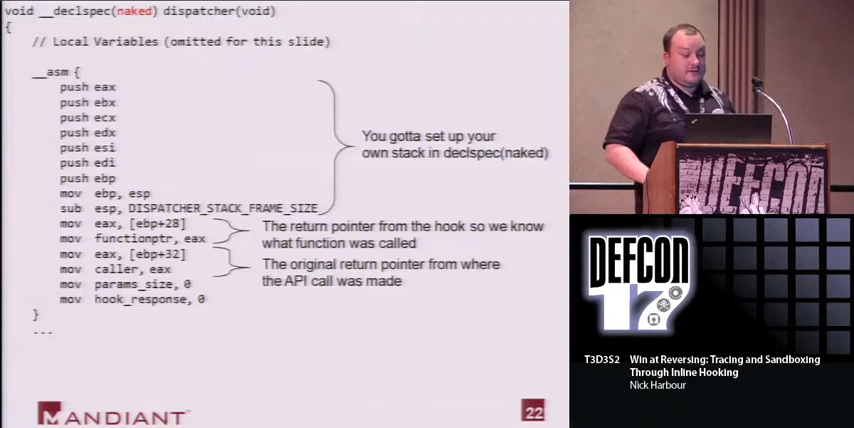 void __declspec(naked) dispatcher(void)
{
// Local Variables (omitted for this slide)
__asm {
push eax
push ebx
push ecx
push edx
push esi
push edi
push ebp
mov ebp, esp
sub esp, DISPATCHER_STACK_FRAME_SIZE
mov eax, [ebp+28]
mov functionptr, eax
mov eax, [ebp+32]
mov caller, eax
mov params_size, 0
mov hook_response, 0
}
...
You gotta set up your
own stack in declspec(naked)
The return pointer from the hook so we know
what function was called
The original return pointer from where
the API call was made
MANDIANT
22
DEFCON
DEFCON
17
T3D3S2 Win at Reversing: Tracing and Sandboxing
Through Inline Hooking
Nick Harbour